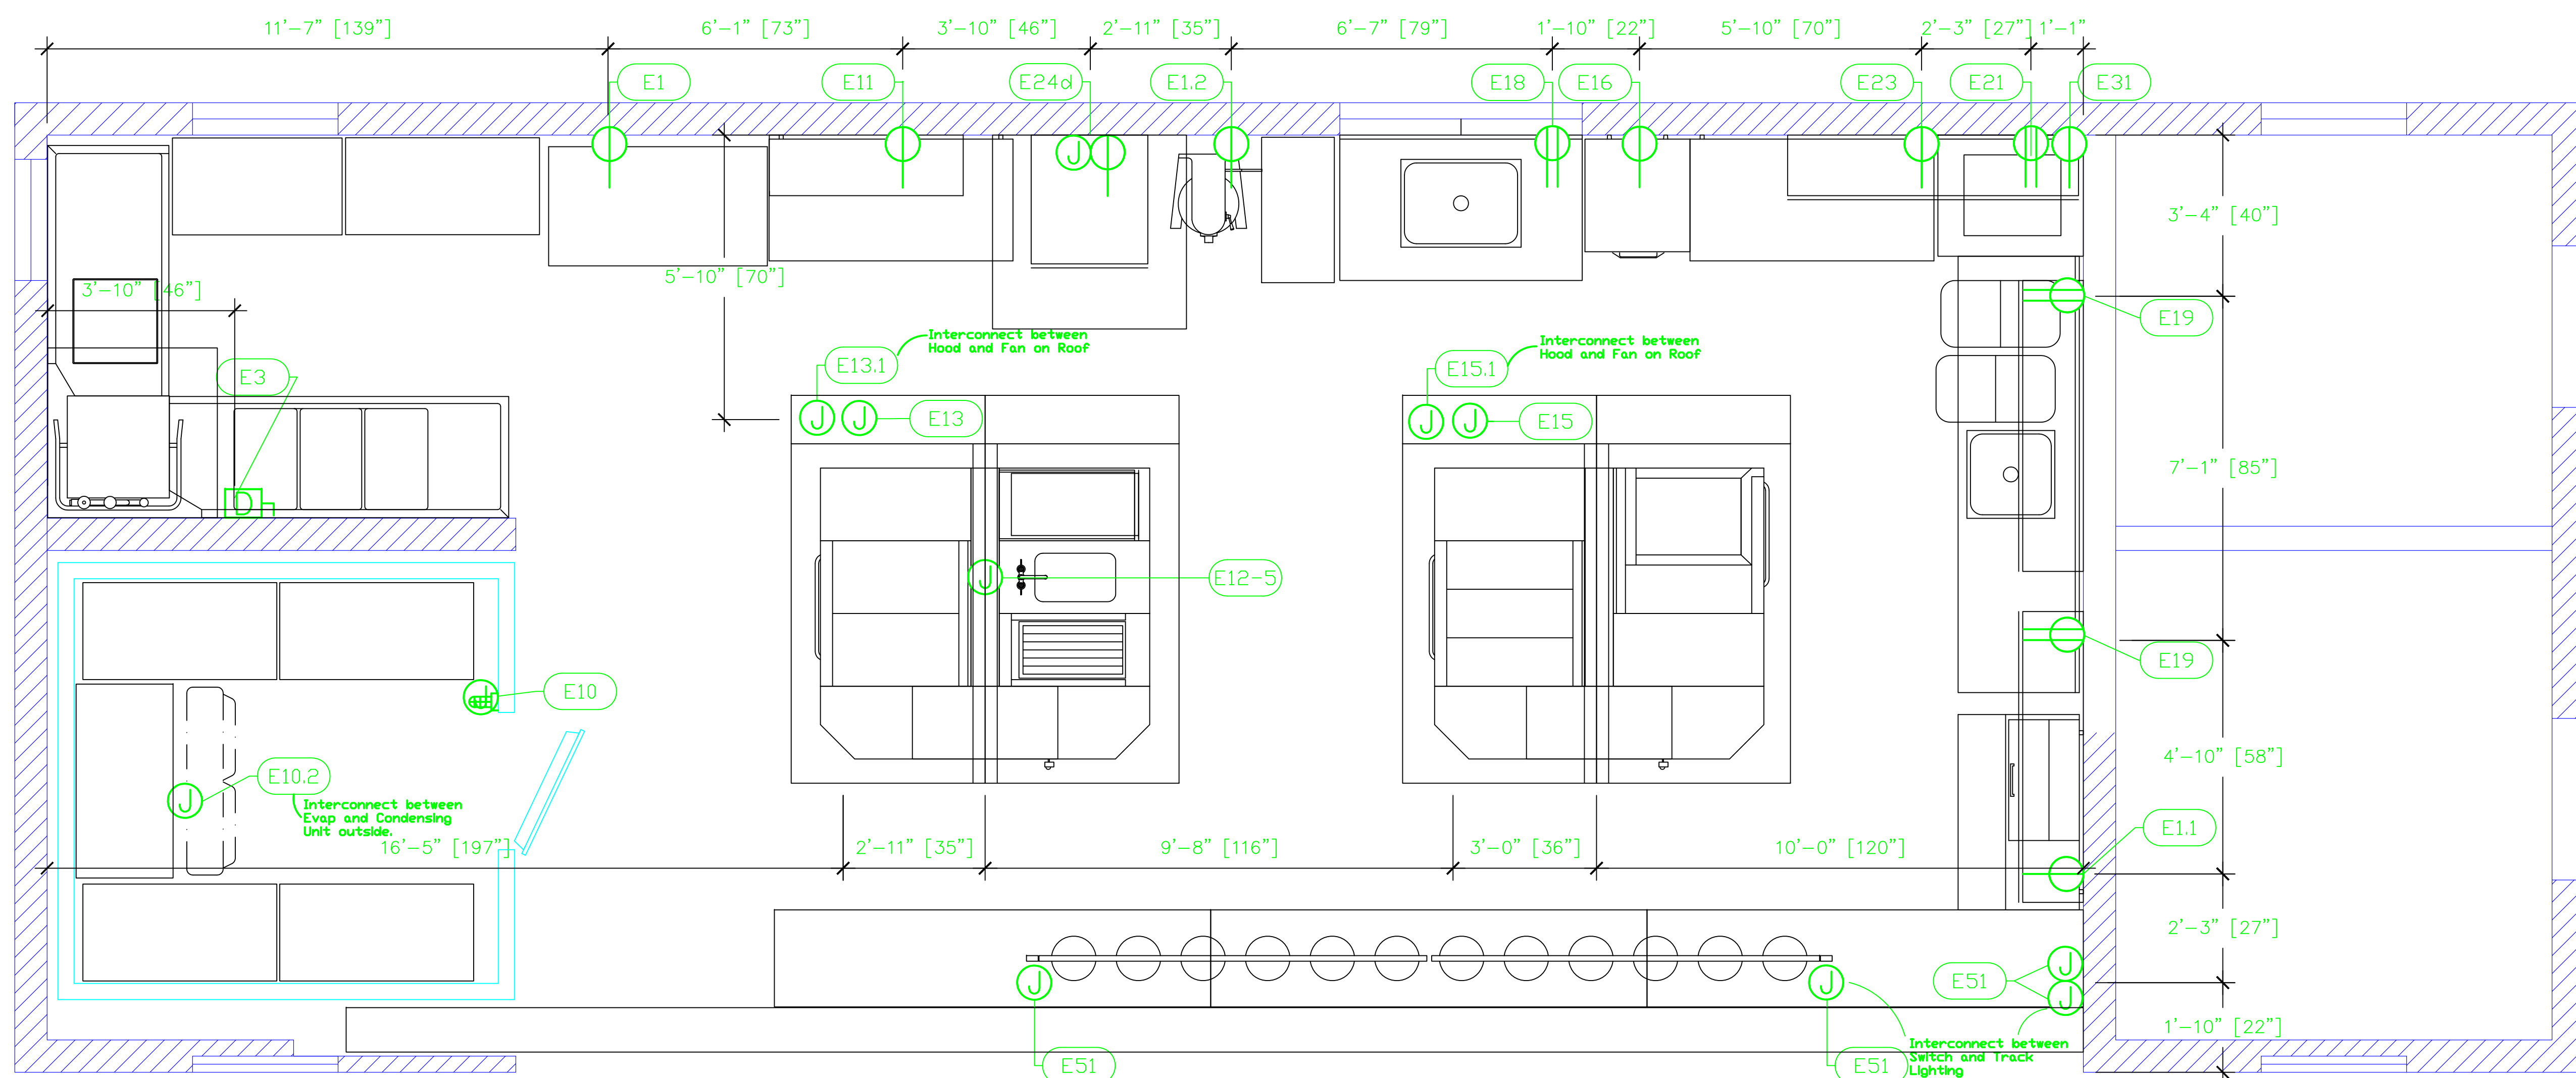 11'-7" [139"]
6'-1" [73"]
3'-10" [46"]
2'-11" [35"]
6'-7" [79"]
1'-10" [22"]
5'-10" [70"]
2'-3" [27"]
1'-1"
E1
E11
E24d
E1.2
E18
E16
E23
E21
E31
J
3'-4" [40"]
5'-10" [70"]
3'-10" [46"]
E19
Interconnect between
Hood and Fan on Roof
Interconnect between
Hood and Fan on Roof
E3
E13.1
E15.1
J
J
E13
J
J
E15
7'-1" [85"]
D
J
E12-5
E19
J
E10
4'-10" [58"]
E10.2
J
Interconnect between
Evap and Condensing
Unit outside.
E1.1
16'-5" [197"]
2'-11" [35"]
9'-8" [116"]
3'-0" [36"]
10'-0" [120"]
2'-3" [27"]
J
J
E51
J
J
1'-10" [22"]
Interconnect between
Switch and Track
Lighting
E51
E51